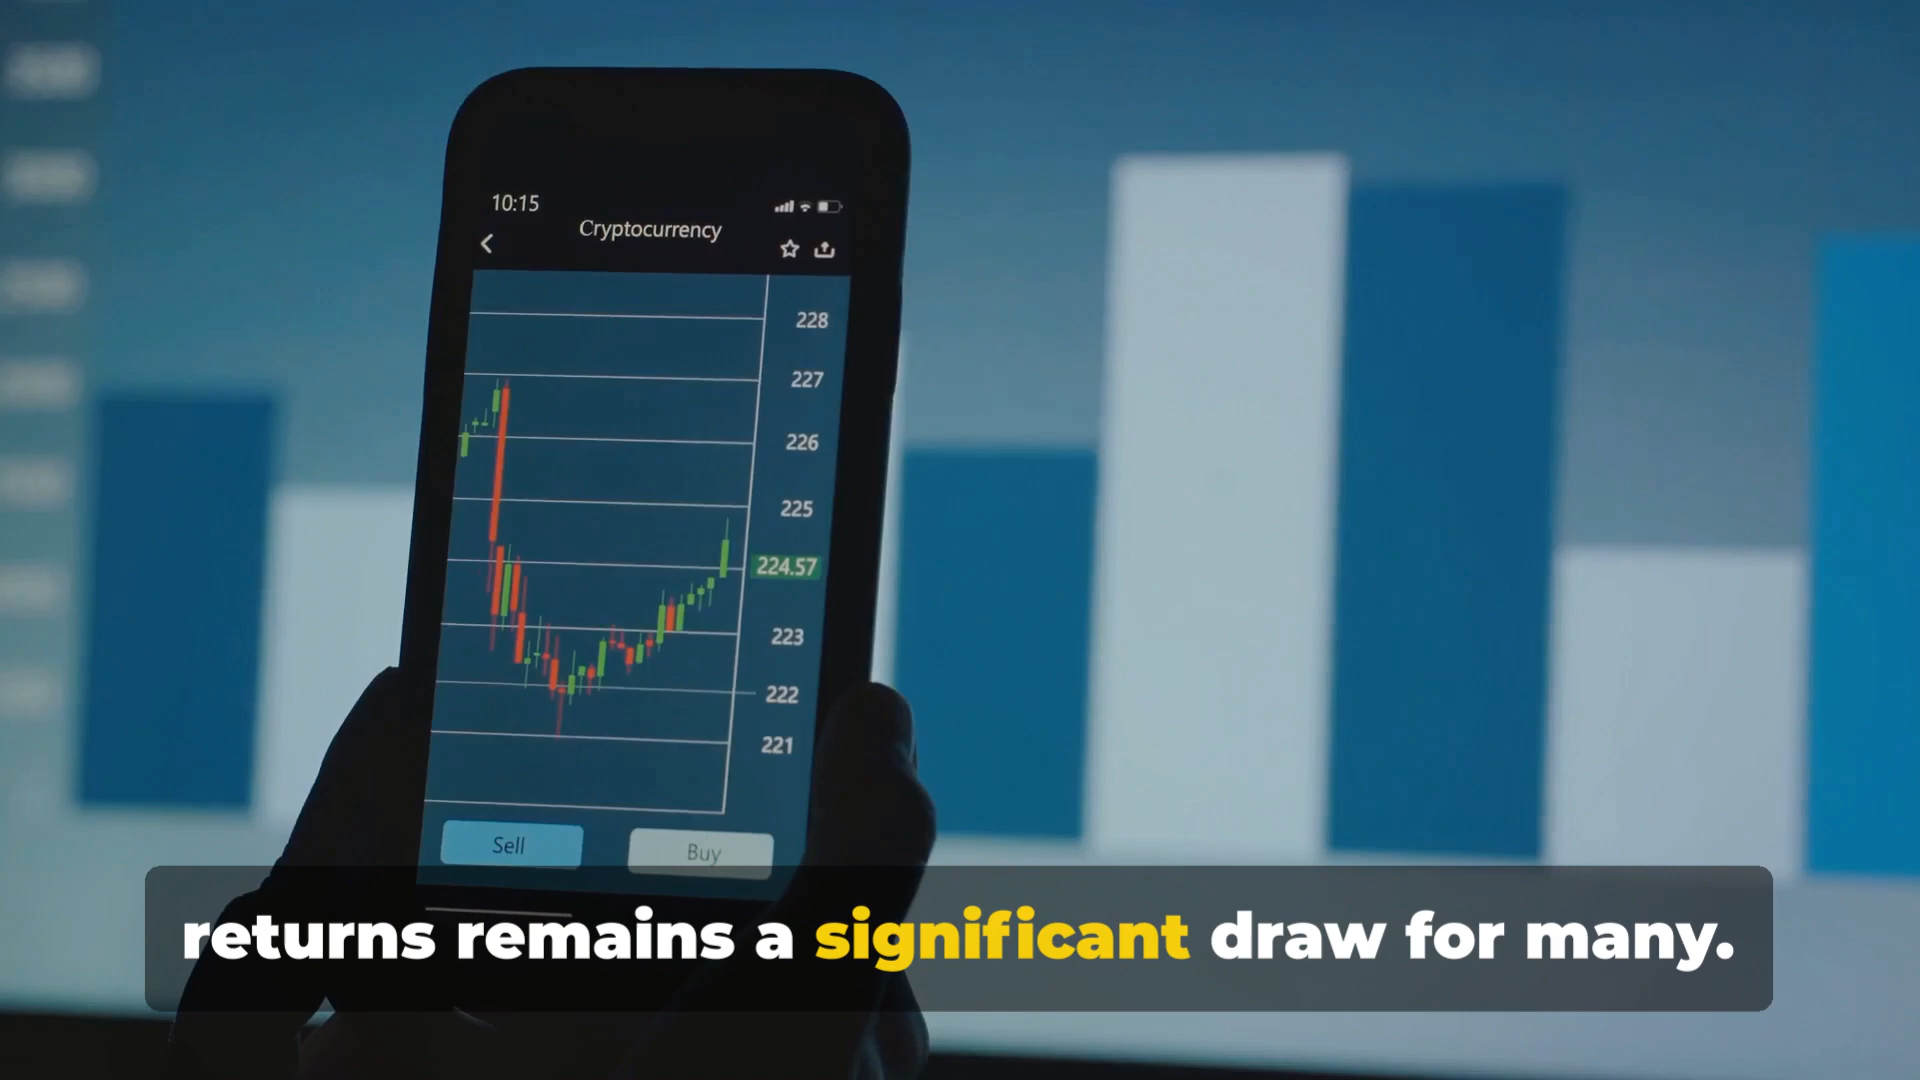 10:15
Cryptocurrency
228
227
226
225
224.57
223
222
221
Sell
Buy
returns remains a significant draw for many.